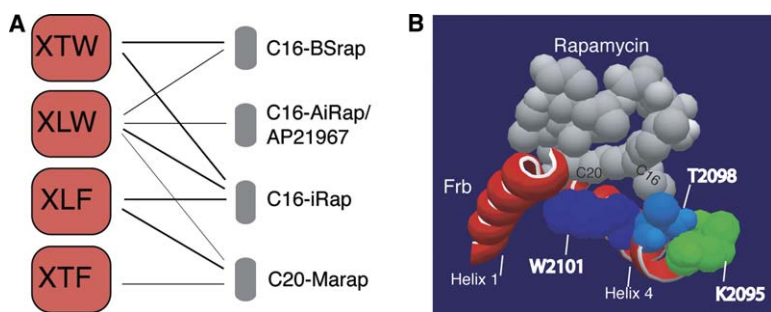 A
XTW
XLW
XLF
XTF
C16-BSrap
C16-AiRap/
AP21967
C16-iRap
C20-Marap
B
Rapamycin
C20
C16
T2098
Frb
W2101
Helix 1
Helix 4
K2095